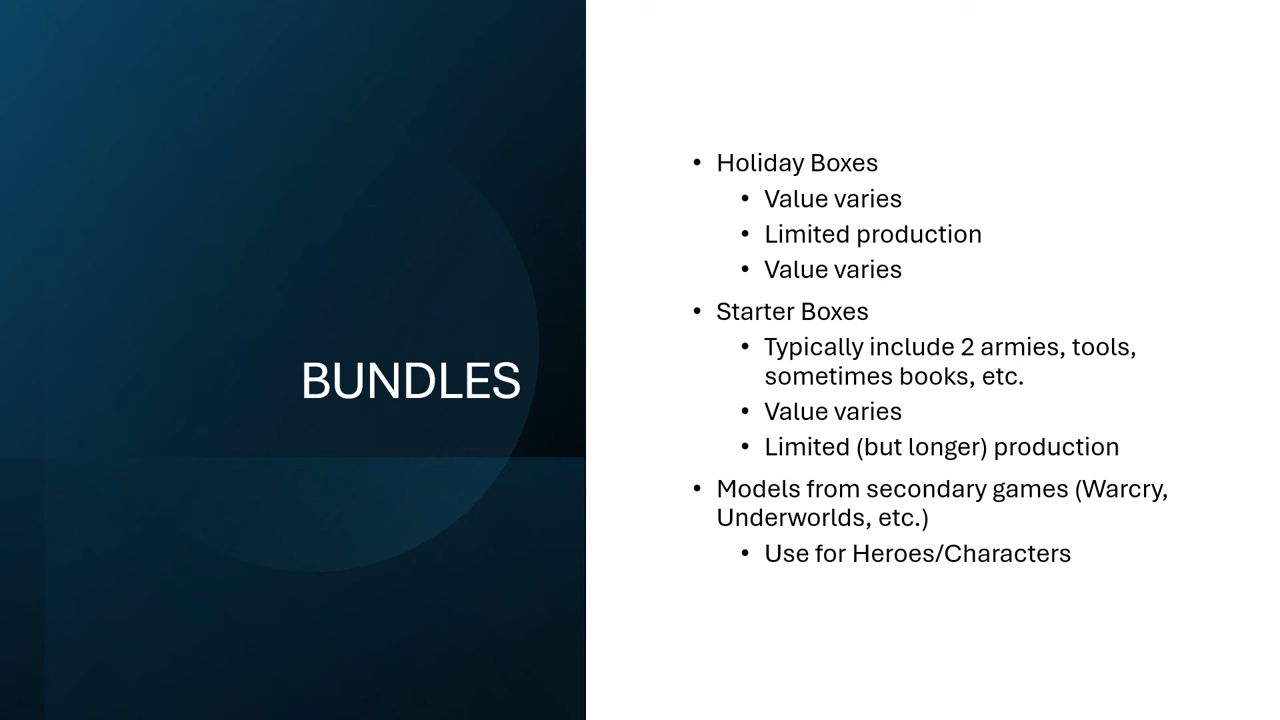 BUNDLES
• Holiday Boxes
• Value varies
• Limited production
• Value varies
• Starter Boxes
• Typically include 2 armies, tools,
sometimes books, etc.
• Value varies
• Limited (but longer) production
• Models from secondary games (Warcry,
Underworlds, etc.)
• Use for Heroes/Characters